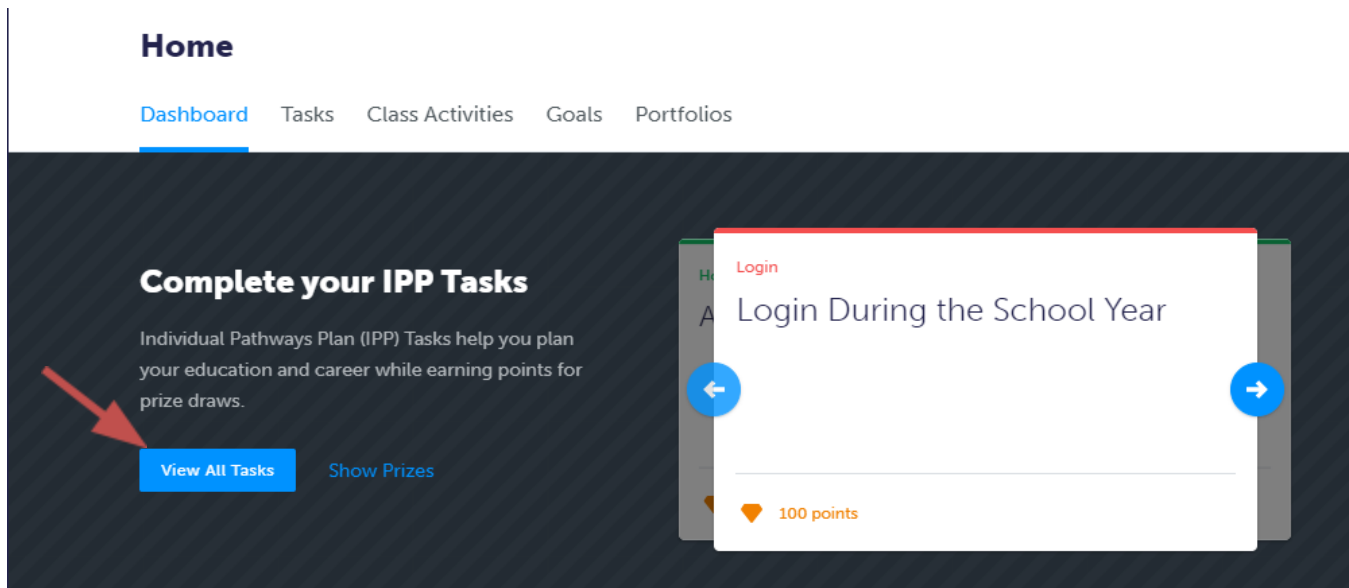 Home
Dashboard Tasks Class Activities Goals Portfolios
Complete your IPP Tasks
Individual Pathways Plan (IPP) Tasks help you plan
your education and career while earning points for
prize draws.
View All Tasks Show Prizes
Login
Login During the School Year
100 points